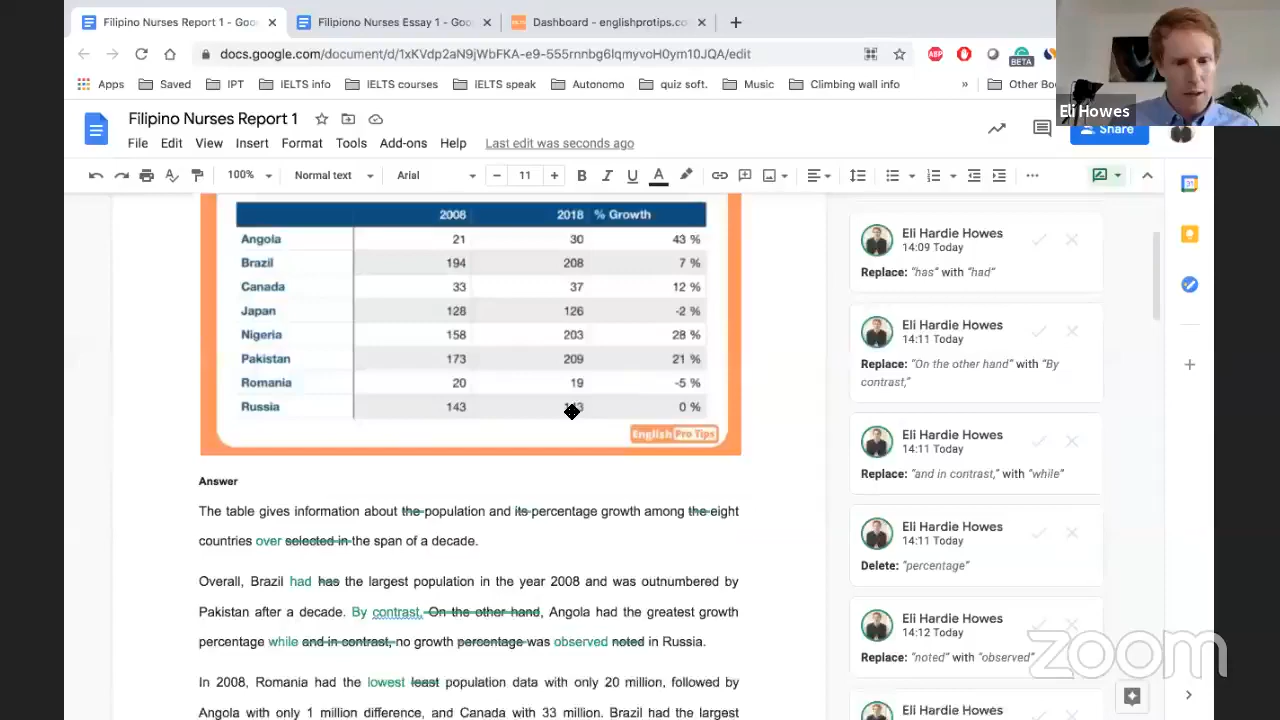 Filipino Nurses Report 1 - Goo
Filipiono Nurses Essay 1 - Goo
Dashboard - englishprotips.co
docs.google.com/document/d/1xKVdp2aN9jWbFKA-e9-555rnnbg6lqmyvoH0ym10JQA/edit
ABP
BETA
Apps Saved IPT IELTS info IELTS courses IELTS speak Autonomo quiz soft. Music Climbing wall info » Other Boo
Eli Howes
Filipino Nurses Report 1
Share
File Edit View Insert Format Tools Add-ons Help Last edit was seconds ago
100% Normal text Arial 11 B I U A
2008 2018 % Growth
Angola 21 30 43 %
Brazil 194 208 7 %
Canada 33 37 12 %
Japan 128 126 -2 %
Nigeria 158 203 28 %
Pakistan 173 209 21 %
Romania 20 19 -5 %
Russia 143 143 0 %
English Pro Tips
Answer
The table gives information about the population and its percentage growth among the eight
countries over selected in the span of a decade.
Overall, Brazil had has the largest population in the year 2008 and was outnumbered by
Pakistan after a decade. By contrast, On the other hand, Angola had the greatest growth
percentage while and in contrast, no growth percentage was observed noted in Russia.
In 2008, Romania had the lowest least population data with only 20 million, followed by
Angola with only 1 million difference, and Canada with 33 million. Brazil had the largest
Eli Hardie Howes
14:09 Today
Replace: "has" with "had"
Eli Hardie Howes
14:11 Today
Replace: "On the other hand" with "By
contrast,"
Eli Hardie Howes
14:11 Today
Replace: "and in contrast," with "while"
Eli Hardie Howes
14:11 Today
Delete: "percentage"
Eli Hardie Howes
14:12 Today
Replace: "noted" with "observed"
Eli Hardie Howes
zoom